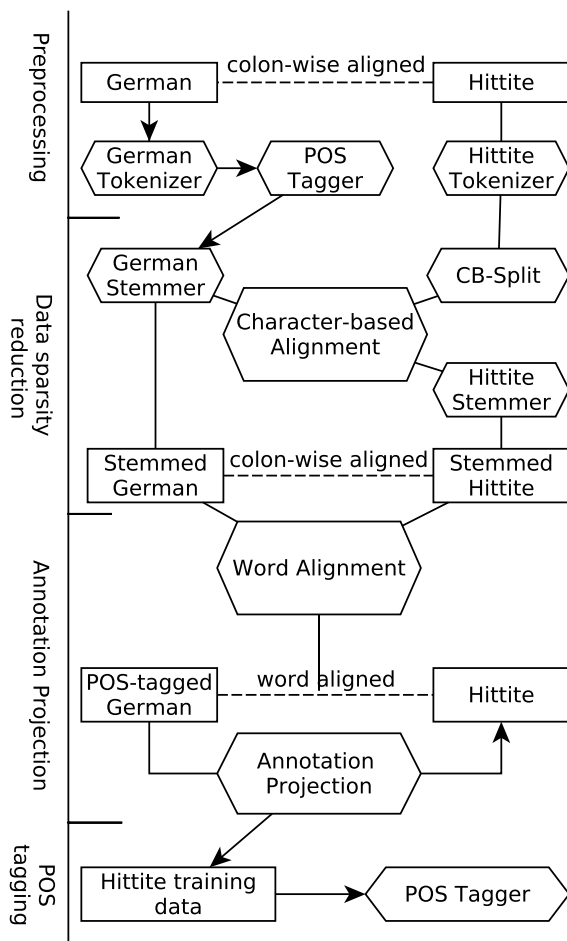 Preprocessing
German
colon-wise aligned
Hittite
German
Tokenizer
POS
Tagger
Hittite
Tokenizer
Data sparsity
reduction
German
Stemmer
CB-Split
Character-based
Alignment
Hittite
Stemmer
Stemmed
German
colon-wise aligned
Stemmed
Hittite
Annotation Projection
Word Alignment
POS-tagged
German
word aligned
Hittite
Annotation
Projection
POS
tagging
Hittite training
data
POS Tagger